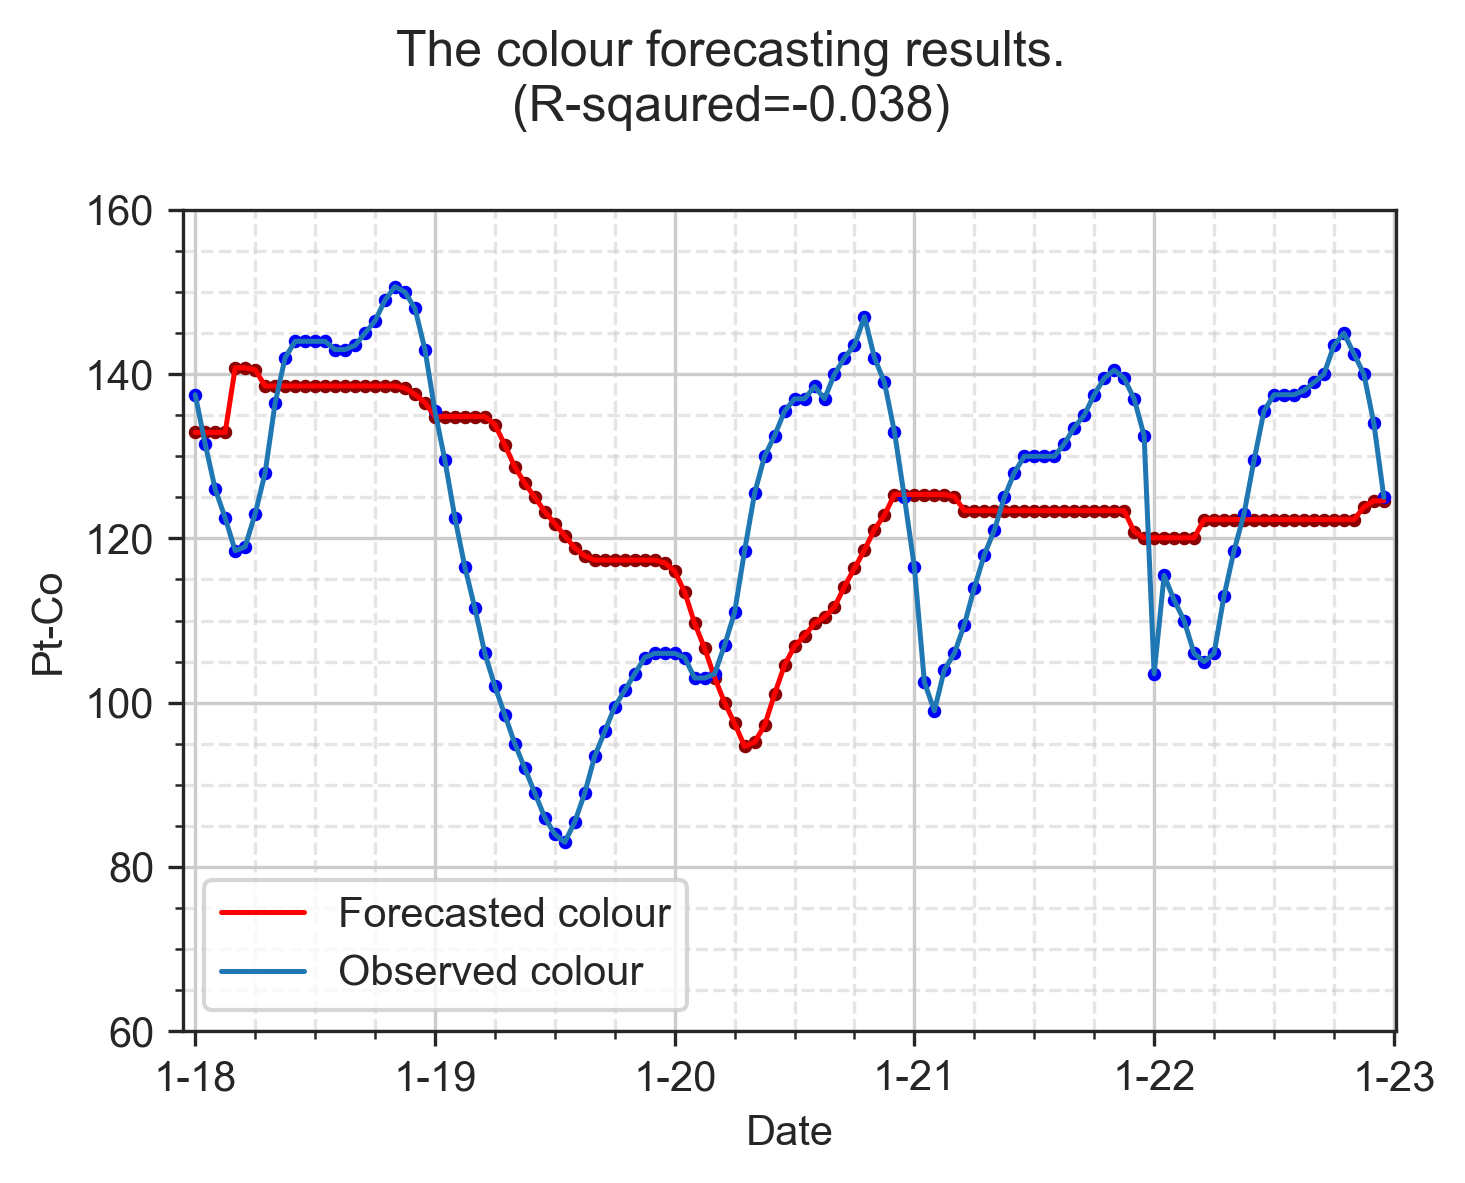 The colour forecasting results.
(R-sqaured=-0.038)
160
140
120
100
80
60
Pt-Co
Forecasted colour
Observed colour
1-18 1-19 1-20 1-21 1-22 1-23
Date